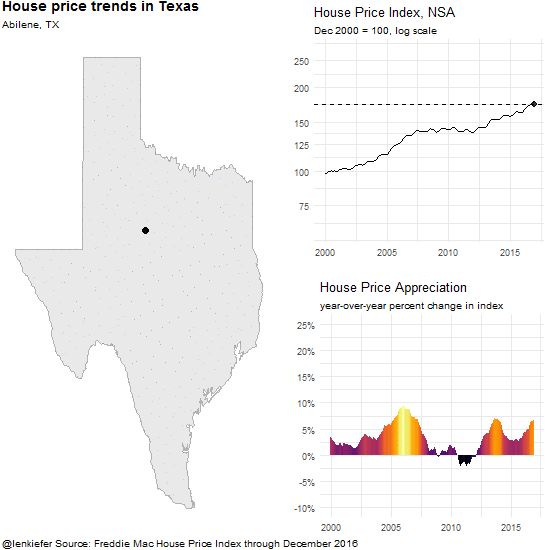 House price trends in Texas
Abilene, TX
House Price Index, NSA
Dec 2000 = 100, log scale
250
200
150
125
100
75
2000 2005 2010 2015
House Price Appreciation
year-over-year percent change in index
25%
20%
15%
10%
5%
0%
-5%
-10%
2000 2005 2010 2015
@lenkiefer Source: Freddie Mac House Price Index through December 2016